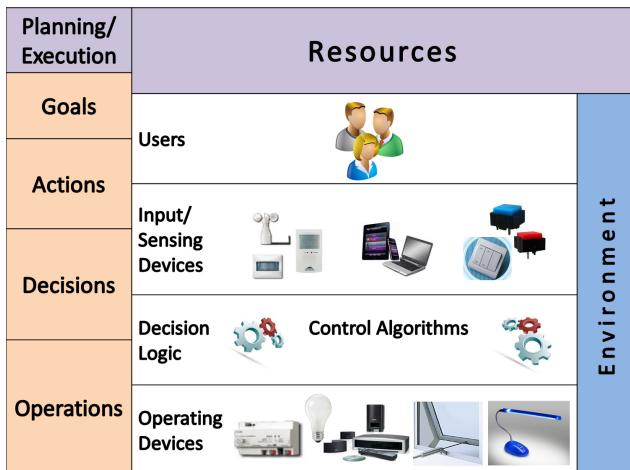 Planning/
Execution
Resources
Goals
Actions
Decisions
Operations
Users
Input/
Sensing
Devices
Decision
Logic
Control Algorithms
Operating
Devices
Environment